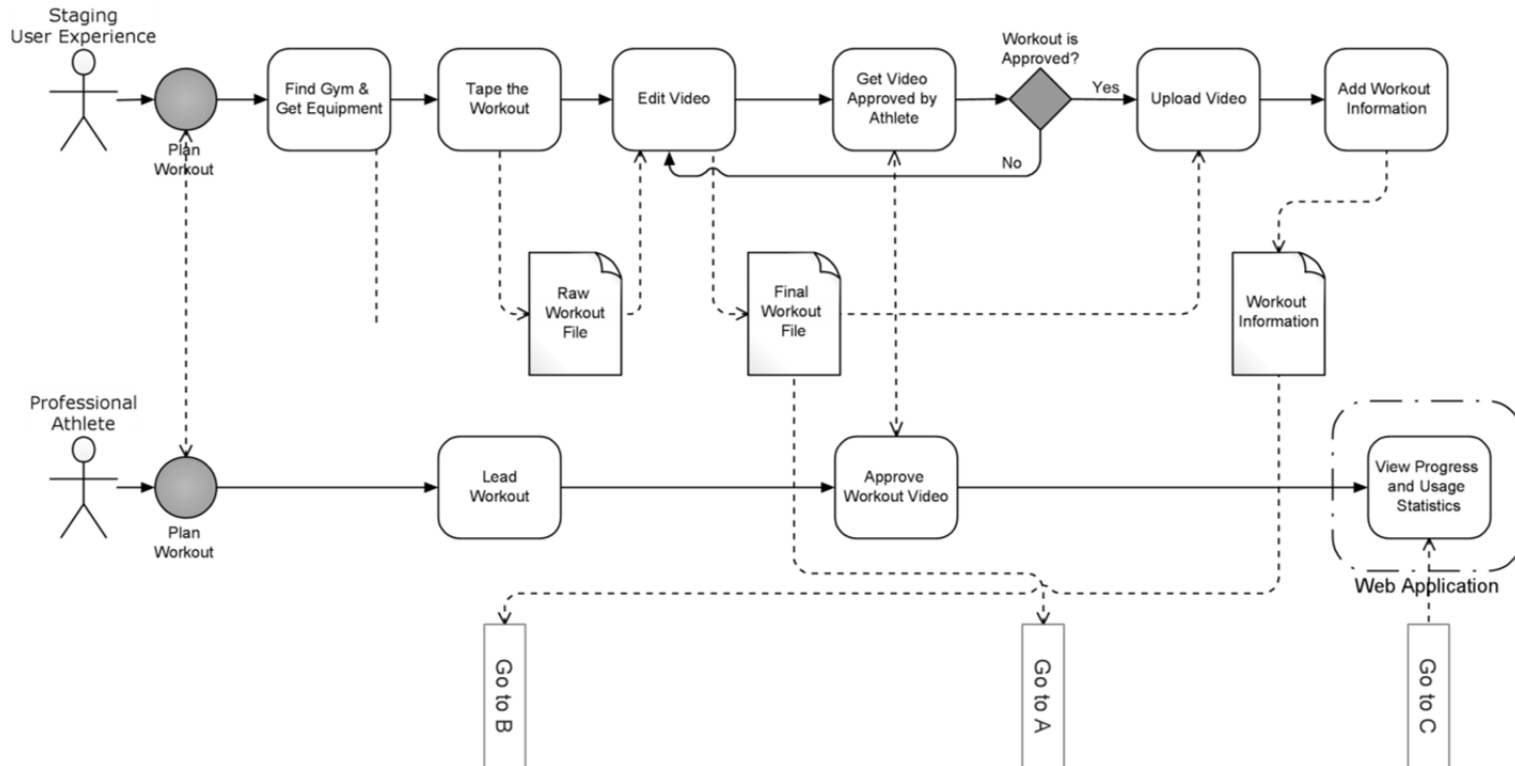 Staging
User Experience
Plan
Workout
Find Gym &
Get Equipment
Tape the
Workout
Edit Video
Get Video
Approved by
Athlete
Workout is
Approved?
Yes
No
Upload Video
Add Workout
Information
Raw
Workout
File
Final
Workout
File
Workout
Information
Professional
Athlete
Plan
Workout
Lead
Workout
Approve
Workout Video
View Progress
and Usage
Statistics
Web Application
Go to B
Go to A
Go to C